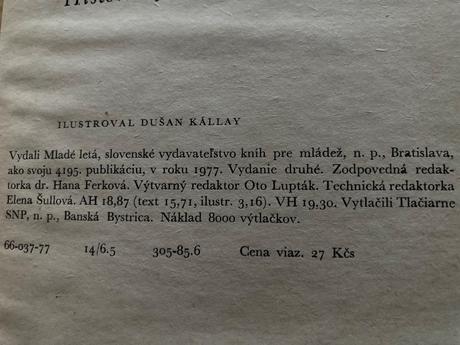 ILUSTROVAL DUŠAN KÁLLAY
Vydali Mladé letá, slovenské vydavateľstvo kníh pre mládež, n. p., Bratislava,
ako svoju 4195. publikáciu, v roku 1977. Vydanie druhé. Zodpovedná redak-
torka dr. Hana Ferková. Výtvarný redaktor Oto Lupták. Technická redaktorka
Elena Šullová. AH 18,87 (text 15,71, ilustr. 3,16). VH 19,30. Vytlačili Tlačiarne
SNP, n. p., Banská Bystrica. Náklad 8000 výtlačkov.
66-037-77 14/6.5 305-85.6 Cena viaz. 27 Kčs